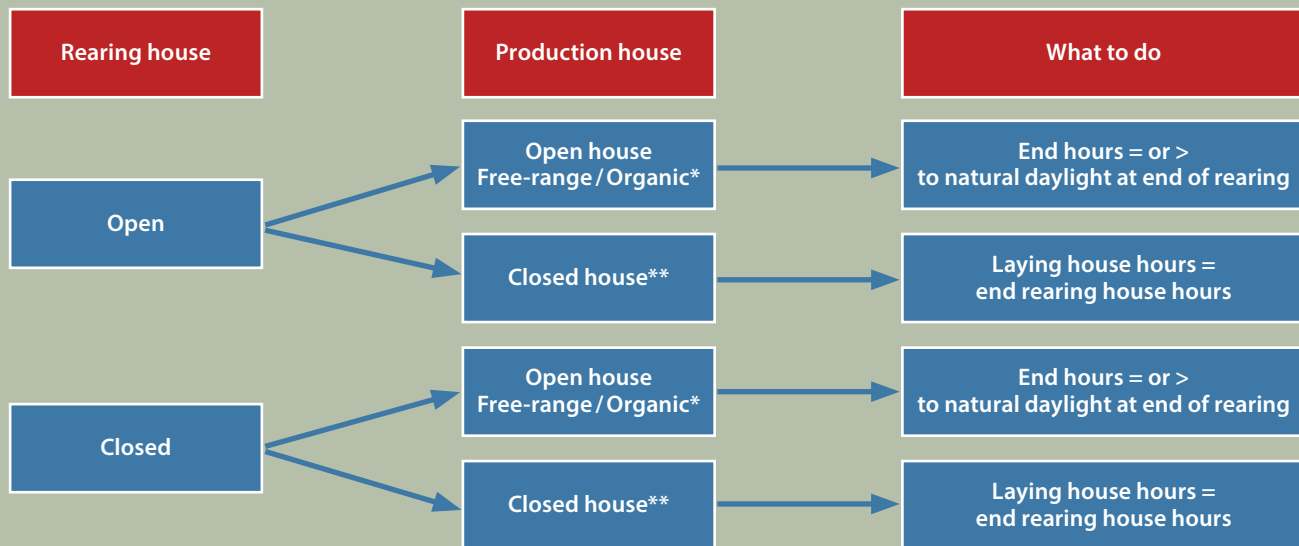 Rearing house
Production house
What to do
Open
Open house
Free-range / Organic*
End hours = or >
to natural daylight at end of rearing
Closed house**
Laying house hours =
end rearing house hours
Closed
Open house
Free-range / Organic*
End hours = or >
to natural daylight at end of rearing
Closed house**
Laying house hours =
end rearing house hours